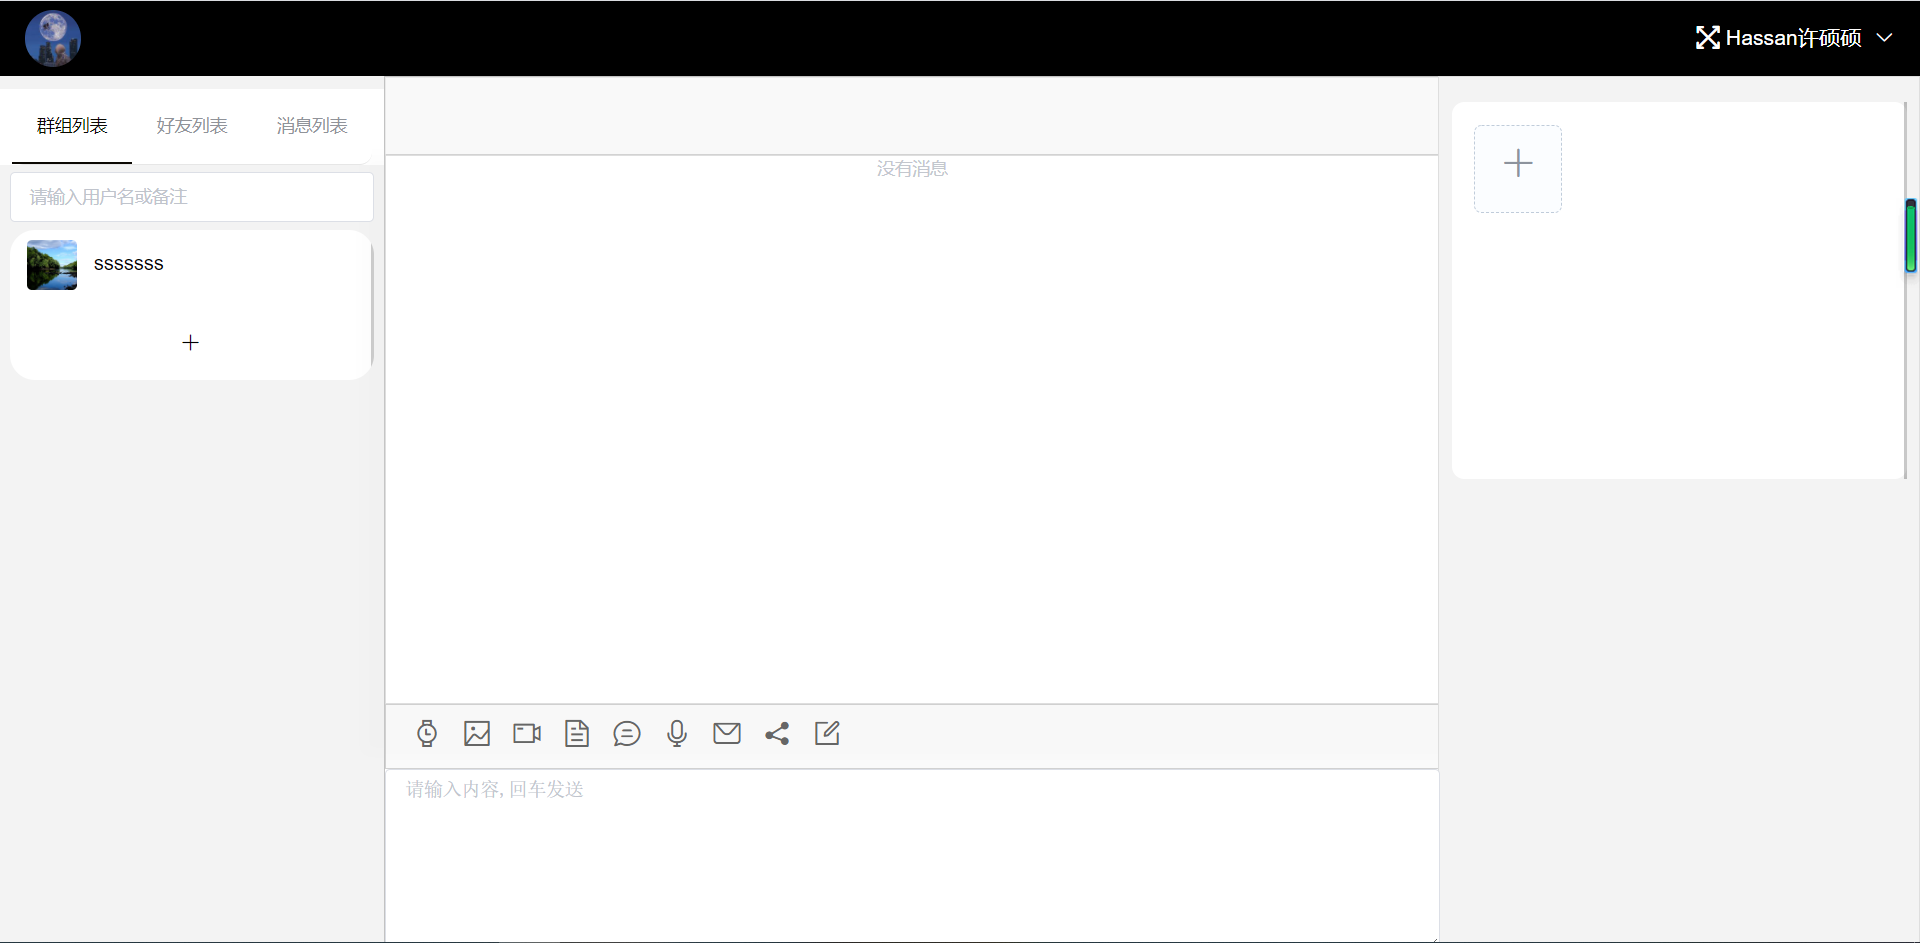 Hassan许硕硕
群组列表 好友列表 消息列表
请输入用户名或备注
sssssss
没有消息
请输入内容, 回车发送